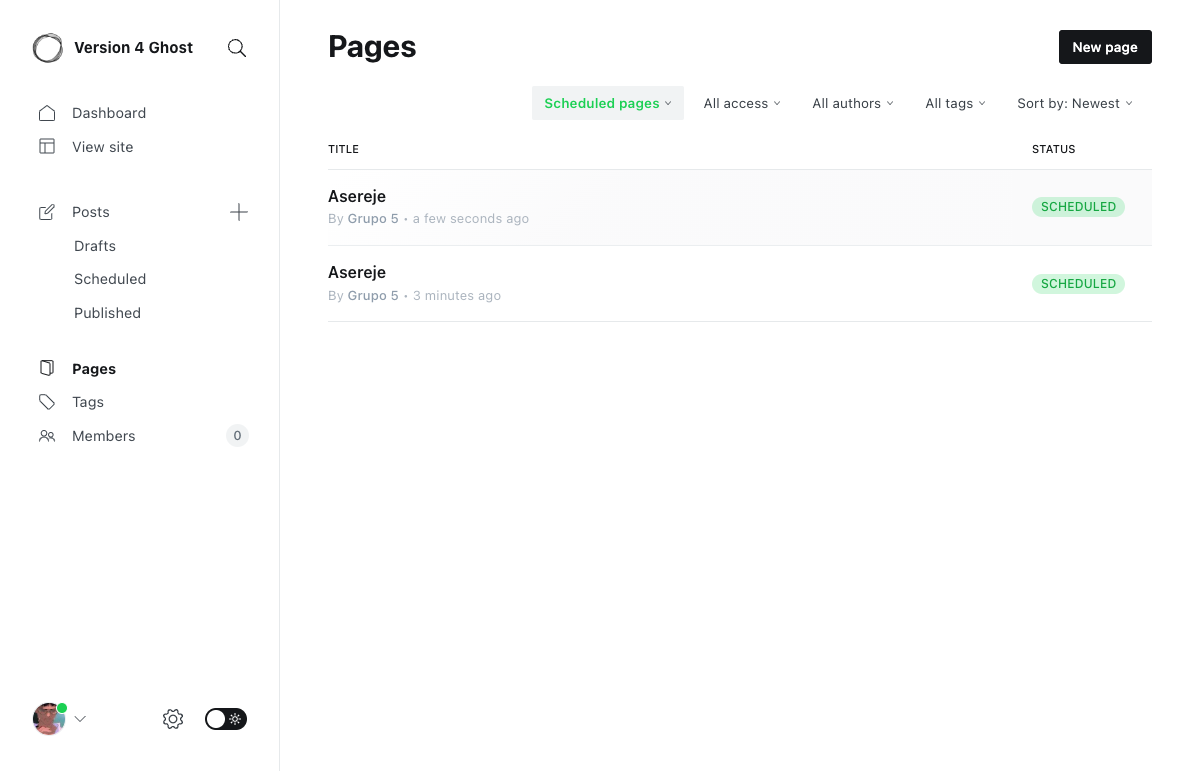 Version 4 Ghost
Dashboard
View site
Posts
Drafts
Scheduled
Published
Pages
Tags
Members 0
Pages
New page
Scheduled pages All access All authors All tags Sort by: Newest
TITLE STATUS
Asereje
By Grupo 5 • a few seconds ago
SCHEDULED
Asereje
By Grupo 5 • 3 minutes ago
SCHEDULED